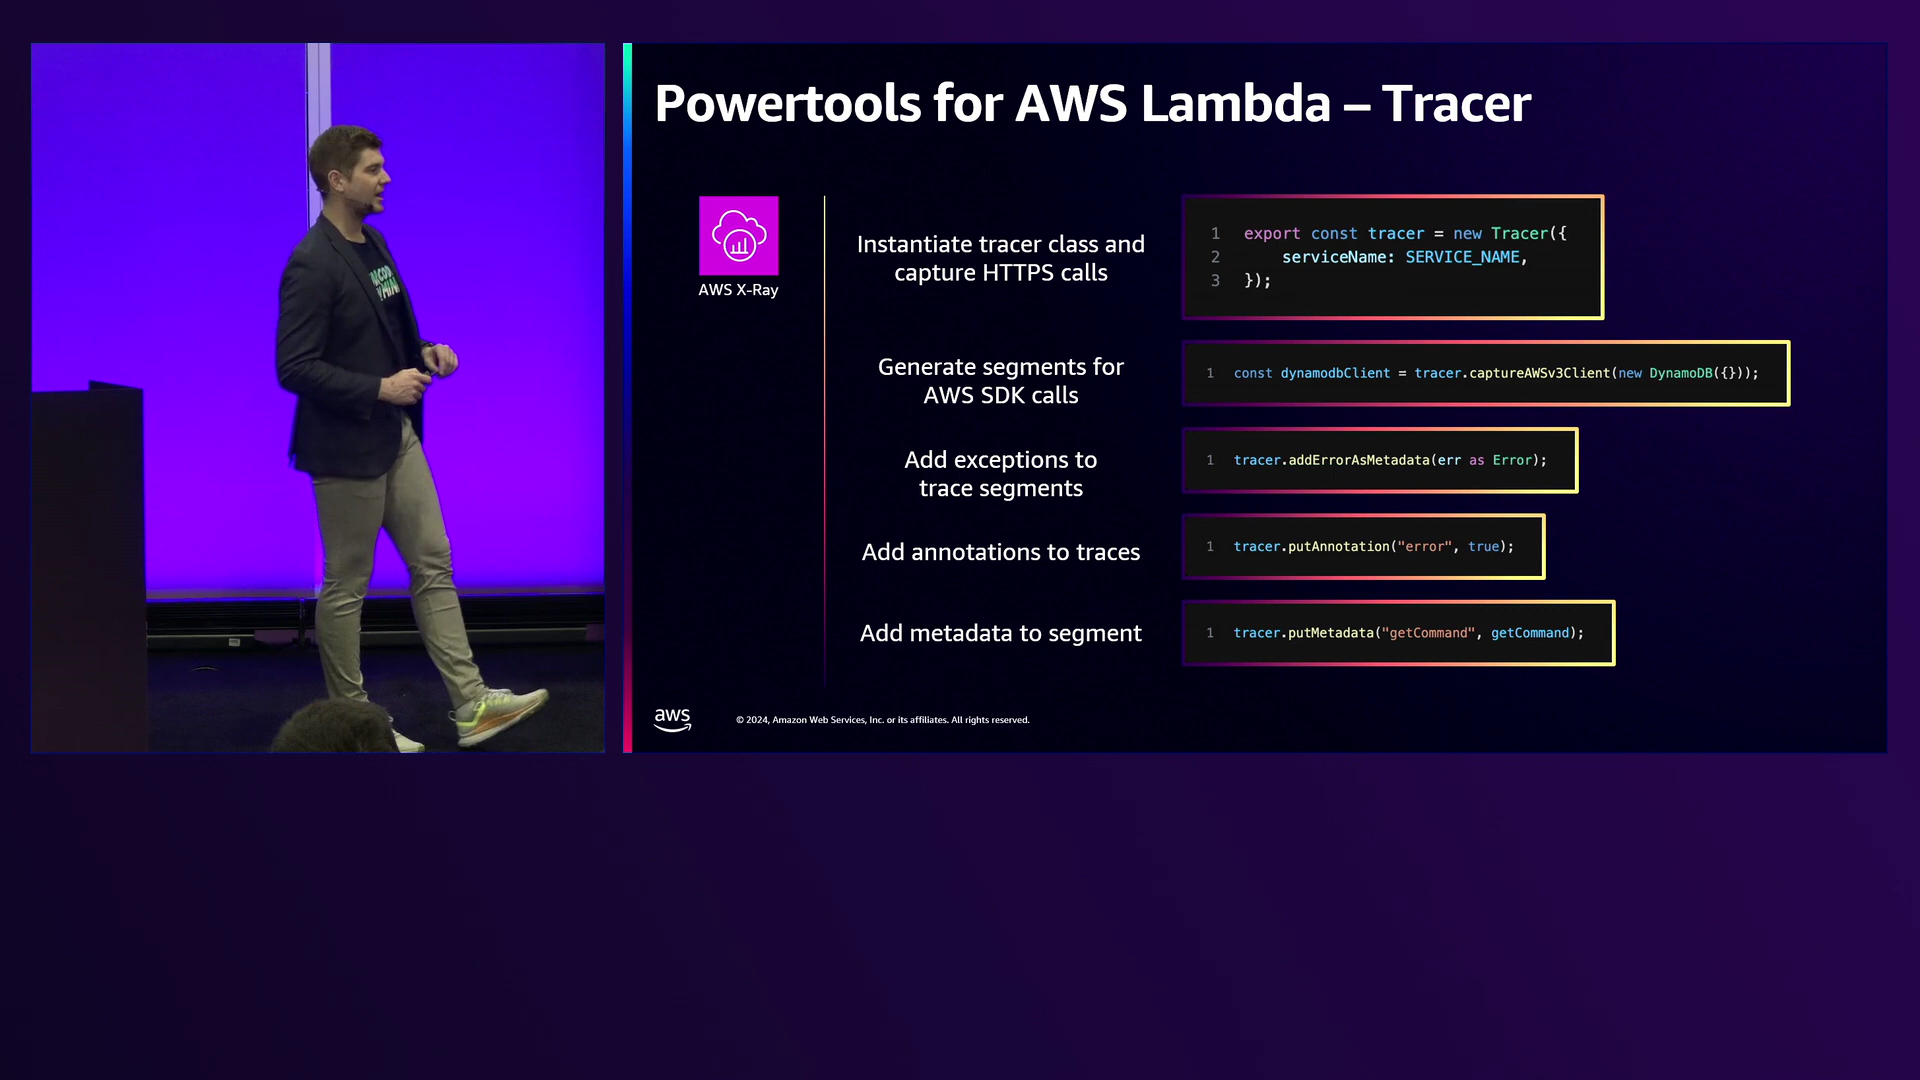 Powertools for AWS Lambda – Tracer
AWS X-Ray
Instantiate tracer class and
capture HTTPS calls
1 export const tracer = new Tracer({
2     serviceName: SERVICE_NAME,
3 });
Generate segments for
AWS SDK calls
1 const dynamodbClient = tracer.captureAWSv3Client(new DynamoDB({}));
Add exceptions to
trace segments
1 tracer.addErrorAsMetadata(err as Error);
Add annotations to traces
1 tracer.putAnnotation("error", true);
Add metadata to segment
1 tracer.putMetadata("getCommand", getCommand);
aws
© 2024, Amazon Web Services, Inc. or its affiliates. All rights reserved.